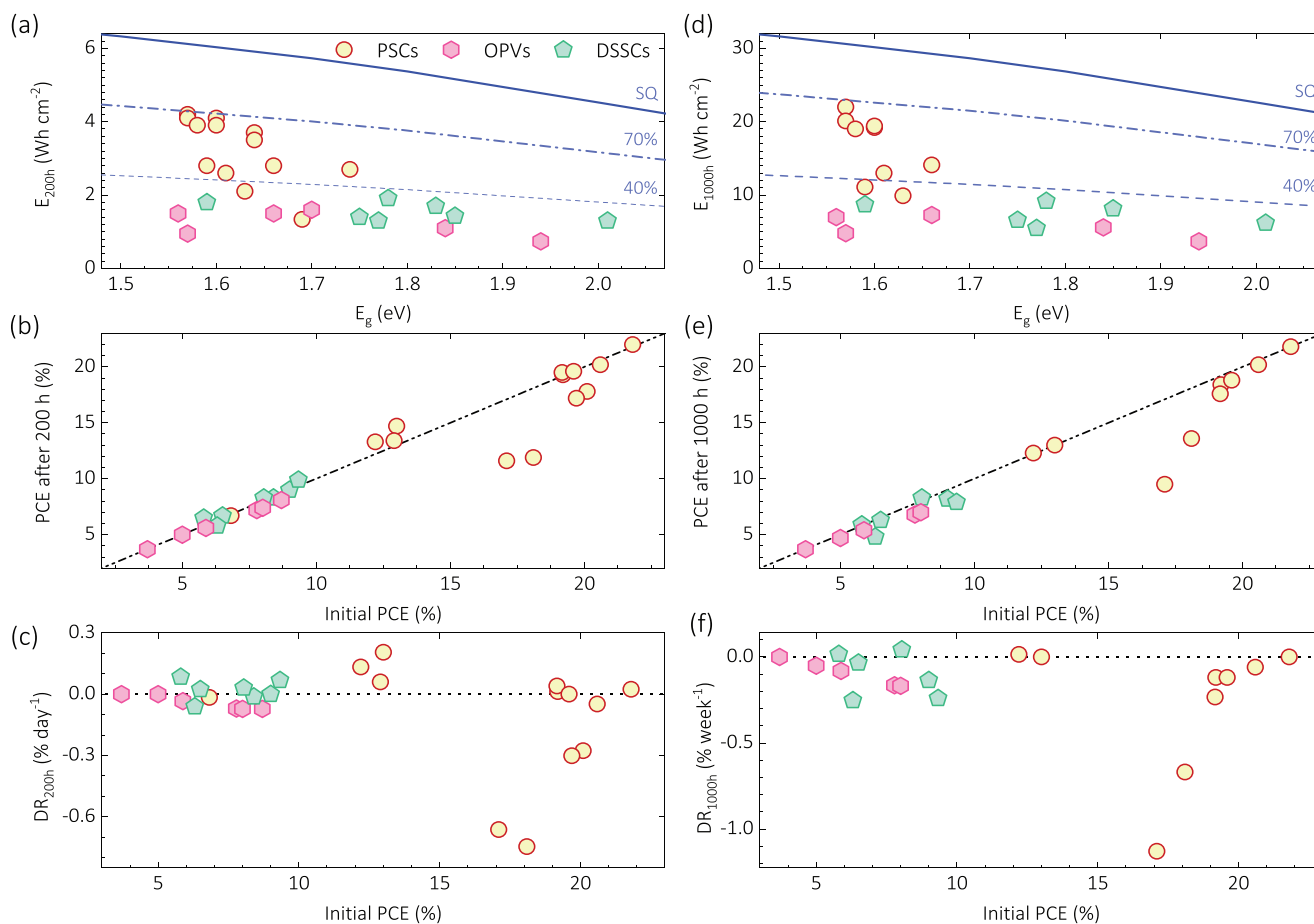 (a)
6
4
2
0
E200h (Wh cm-2)
PSCs OPVs DSSCs
SQ
70%
40%
1.5 1.6 1.7 1.8 1.9 2.0
Eg (eV)
(d)
30
20
10
0
E1000h (Wh cm-2)
SQ
70%
40%
1.5 1.6 1.7 1.8 1.9 2.0
Eg (eV)
(b)
20
15
10
5
PCE after 200 h (%)
5 10 15 20
Initial PCE (%)
(e)
20
15
10
5
PCE after 1000 h (%)
5 10 15 20
Initial PCE (%)
(c)
0.3
0.0
-0.3
-0.6
DR200h (% day-1)
5 10 15 20
Initial PCE (%)
(f)
0.0
-0.5
-1.0
DR1000h (% week-1)
5 10 15 20
Initial PCE (%)